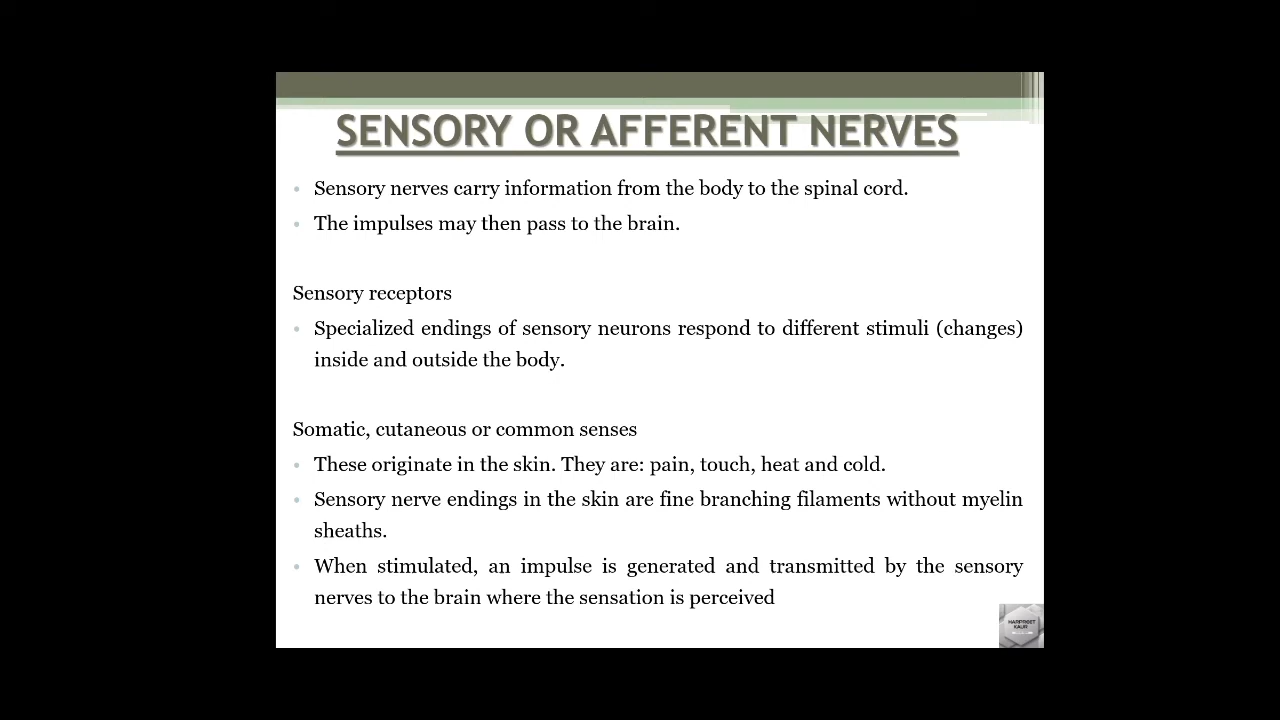 SENSORY OR AFFERENT NERVES
• Sensory nerves carry information from the body to the spinal cord.
• The impulses may then pass to the brain.
Sensory receptors
• Specialized endings of sensory neurons respond to different stimuli (changes)
inside and outside the body.
Somatic, cutaneous or common senses
• These originate in the skin. They are: pain, touch, heat and cold.
• Sensory nerve endings in the skin are fine branching filaments without myelin
sheaths.
• When stimulated, an impulse is generated and transmitted by the sensory
nerves to the brain where the sensation is perceived
HARPREET
KAUR